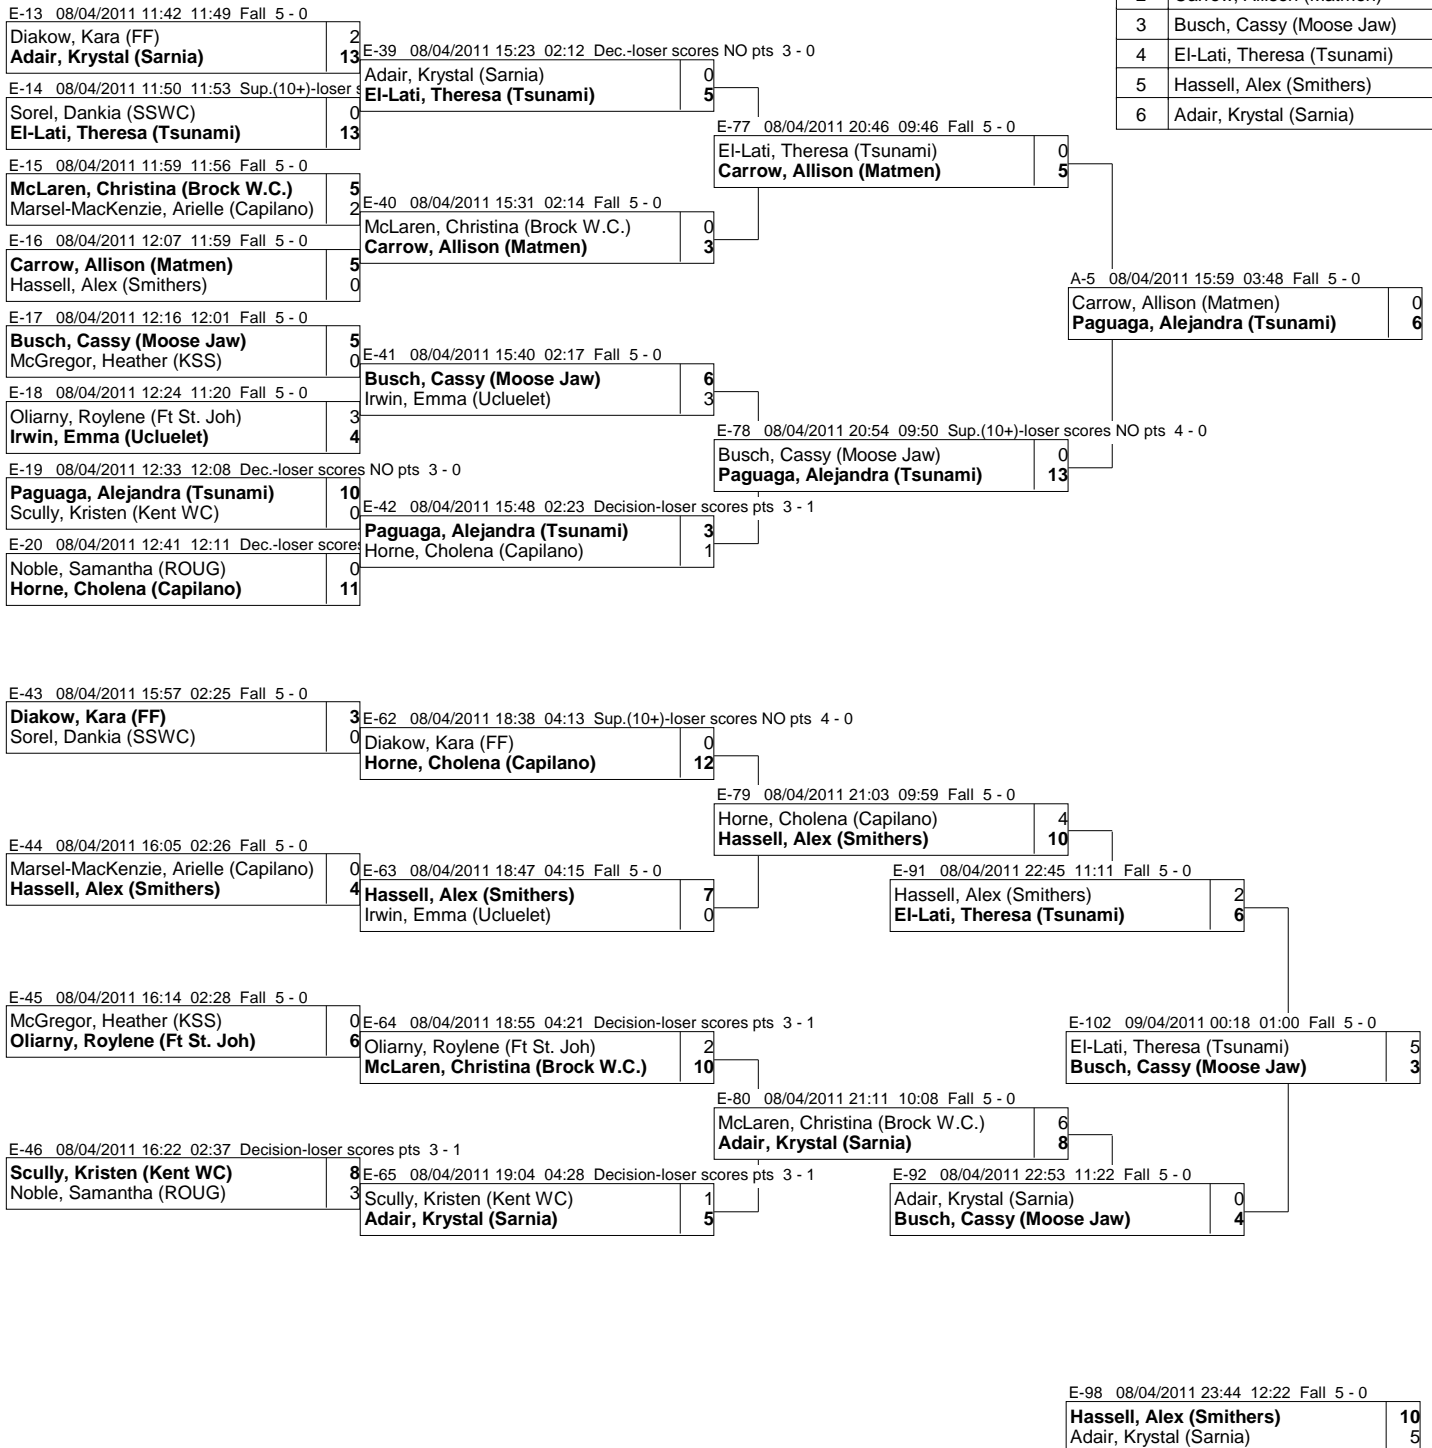 2 Carrow, Allison (Matmen)
3 Busch, Cassy (Moose Jaw)
4 El-Lati, Theresa (Tsunami)
5 Hassell, Alex (Smithers)
6 Adair, Krystal (Sarnia)
E-13 08/04/2011 11:42 11:49 Fall 5 - 0
Diakow, Kara (FF) 2
Adair, Krystal (Sarnia) 13
E-14 08/04/2011 11:50 11:53 Sup.(10+)-loser
Sorel, Dankia (SSWC) 0
El-Lati, Theresa (Tsunami) 13
E-15 08/04/2011 11:59 11:56 Fall 5 - 0
McLaren, Christina (Brock W.C.) 5
Marsel-MacKenzie, Arielle (Capilano) 2
E-16 08/04/2011 12:07 11:59 Fall 5 - 0
Carrow, Allison (Matmen) 5
Hassell, Alex (Smithers) 0
E-17 08/04/2011 12:16 12:01 Fall 5 - 0
Busch, Cassy (Moose Jaw) 5
McGregor, Heather (KSS) 0
E-18 08/04/2011 12:24 11:20 Fall 5 - 0
Oliarny, Roylene (Ft St. Joh) 3
Irwin, Emma (Ucluelet) 4
E-19 08/04/2011 12:33 12:08 Dec.-loser scores NO pts 3 - 0
Paguaga, Alejandra (Tsunami) 10
Scully, Kristen (Kent WC) 0
E-20 08/04/2011 12:41 12:11 Dec.-loser scores
Noble, Samantha (ROUG) 0
Horne, Cholena (Capilano) 11
E-39 08/04/2011 15:23 02:12 Dec.-loser scores NO pts 3 - 0
Adair, Krystal (Sarnia) 0
El-Lati, Theresa (Tsunami) 5
E-40 08/04/2011 15:31 02:14 Fall 5 - 0
McLaren, Christina (Brock W.C.) 0
Carrow, Allison (Matmen) 3
E-41 08/04/2011 15:40 02:17 Fall 5 - 0
Busch, Cassy (Moose Jaw) 6
Irwin, Emma (Ucluelet) 3
E-42 08/04/2011 15:48 02:23 Decision-loser scores pts 3 - 1
Paguaga, Alejandra (Tsunami) 3
Horne, Cholena (Capilano) 1
E-77 08/04/2011 20:46 09:46 Fall 5 - 0
El-Lati, Theresa (Tsunami) 0
Carrow, Allison (Matmen) 5
E-78 08/04/2011 20:54 09:50 Sup.(10+)-loser scores NO pts 4 - 0
Busch, Cassy (Moose Jaw) 0
Paguaga, Alejandra (Tsunami) 13
A-5 08/04/2011 15:59 03:48 Fall 5 - 0
Carrow, Allison (Matmen) 0
Paguaga, Alejandra (Tsunami) 6
E-43 08/04/2011 15:57 02:25 Fall 5 - 0
Diakow, Kara (FF) 3
Sorel, Dankia (SSWC) 0
E-44 08/04/2011 16:05 02:26 Fall 5 - 0
Marsel-MacKenzie, Arielle (Capilano) 0
Hassell, Alex (Smithers) 4
E-45 08/04/2011 16:14 02:28 Fall 5 - 0
McGregor, Heather (KSS) 0
Oliarny, Roylene (Ft St. Joh) 6
E-46 08/04/2011 16:22 02:37 Decision-loser scores pts 3 - 1
Scully, Kristen (Kent WC) 8
Noble, Samantha (ROUG) 3
E-62 08/04/2011 18:38 04:13 Sup.(10+)-loser scores NO pts 4 - 0
Diakow, Kara (FF) 0
Horne, Cholena (Capilano) 12
E-63 08/04/2011 18:47 04:15 Fall 5 - 0
Hassell, Alex (Smithers) 7
Irwin, Emma (Ucluelet) 0
E-64 08/04/2011 18:55 04:21 Decision-loser scores pts 3 - 1
Oliarny, Roylene (Ft St. Joh) 2
McLaren, Christina (Brock W.C.) 10
E-65 08/04/2011 19:04 04:28 Decision-loser scores pts 3 - 1
Scully, Kristen (Kent WC) 1
Adair, Krystal (Sarnia) 5
E-79 08/04/2011 21:03 09:59 Fall 5 - 0
Horne, Cholena (Capilano) 4
Hassell, Alex (Smithers) 10
E-80 08/04/2011 21:11 10:08 Fall 5 - 0
McLaren, Christina (Brock W.C.) 6
Adair, Krystal (Sarnia) 8
E-91 08/04/2011 22:45 11:11 Fall 5 - 0
Hassell, Alex (Smithers) 2
El-Lati, Theresa (Tsunami) 6
E-92 08/04/2011 22:53 11:22 Fall 5 - 0
Adair, Krystal (Sarnia) 0
Busch, Cassy (Moose Jaw) 4
E-102 09/04/2011 00:18 01:00 Fall 5 - 0
El-Lati, Theresa (Tsunami) 5
Busch, Cassy (Moose Jaw) 3
E-98 08/04/2011 23:44 12:22 Fall 5 - 0
Hassell, Alex (Smithers) 10
Adair, Krystal (Sarnia) 5